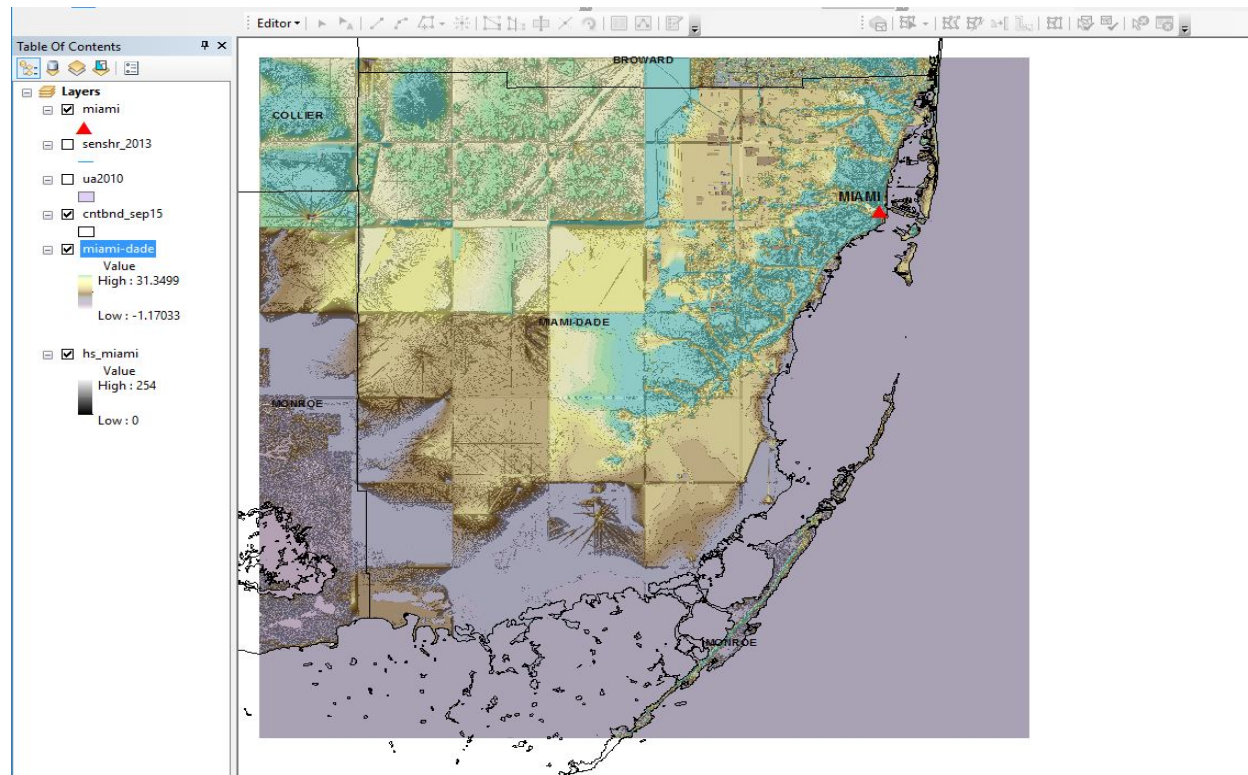 Editor
Table Of Contents
Layers
miami
senshr_2013
ua2010
cntbnd_sep15
miami-dade
Value
High : 31.3499
Low : -1.17033
hs_miami
Value
High : 254
Low : 0
BROWARD
COLLIER
MIAMI
MIAMI-DADE
MONROE
MONROE